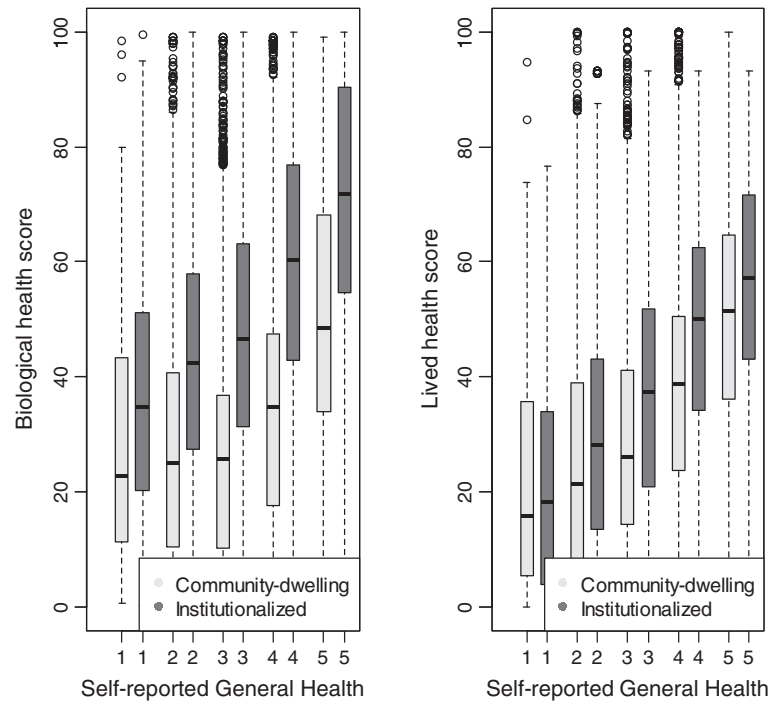 Biological health score
100
80
60
40
20
0
Community-dwelling
Institutionalized
1 1 2 2 3 3 4 4 5 5
Self-reported General Health
Lived health score
100
80
60
40
20
0
Community-dwelling
Institutionalized
1 1 2 2 3 3 4 4 5 5
Self-reported General Health